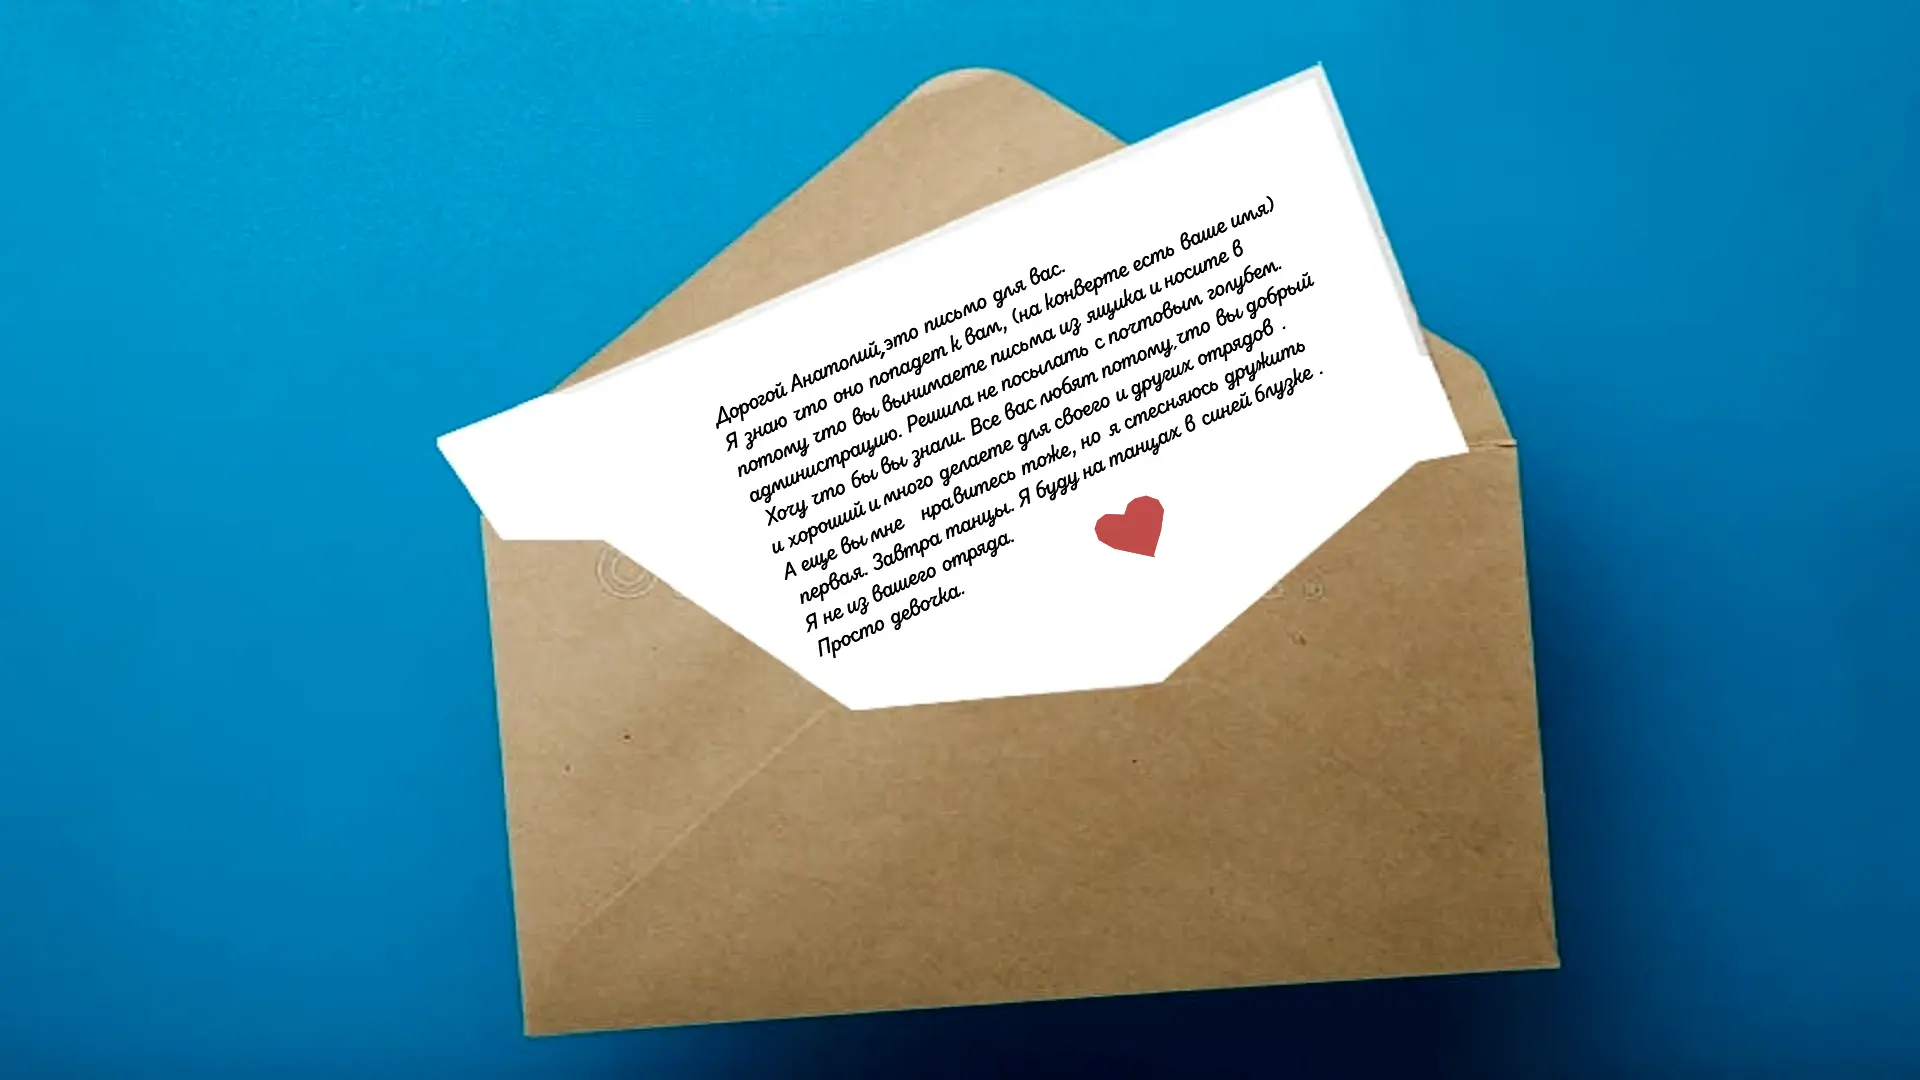 Дорогой Анатолий,это письмо для вас.
Я знаю что оно попадет к вам, (на конверте есть ваше имя)
потому что вы вынимаете письма из ящика и носите в
администрацию. Решила не посылать с почтовым голубем.
Хочу что бы вы знали. Все вас любят потому,что вы добрый
и хороший и много делаете для своего и других отрядов .
А еще вы мне нравитесь тоже, но я стесняюсь дружить
первая. Завтра танцы. Я буду на танцах в синей блузке .
Я не из вашего отряда.
Просто девочка.